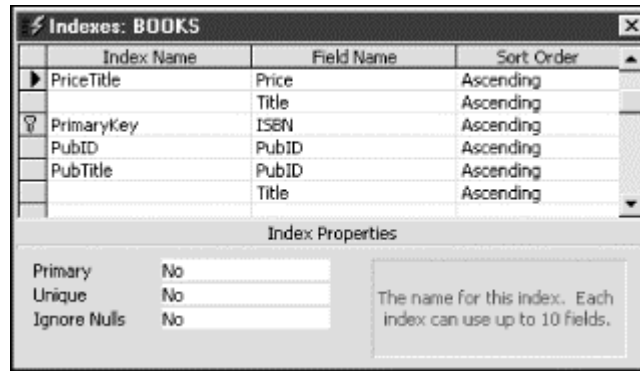 Indexes: BOOKS
Index Name Field Name Sort Order
PriceTitle Price Ascending
Title Ascending
PrimaryKey ISBN Ascending
PubID PubID Ascending
PubTitle PubID Ascending
Title Ascending
Index Properties
Primary No
Unique No
Ignore Nulls No
The name for this index. Each
index can use up to 10 fields.